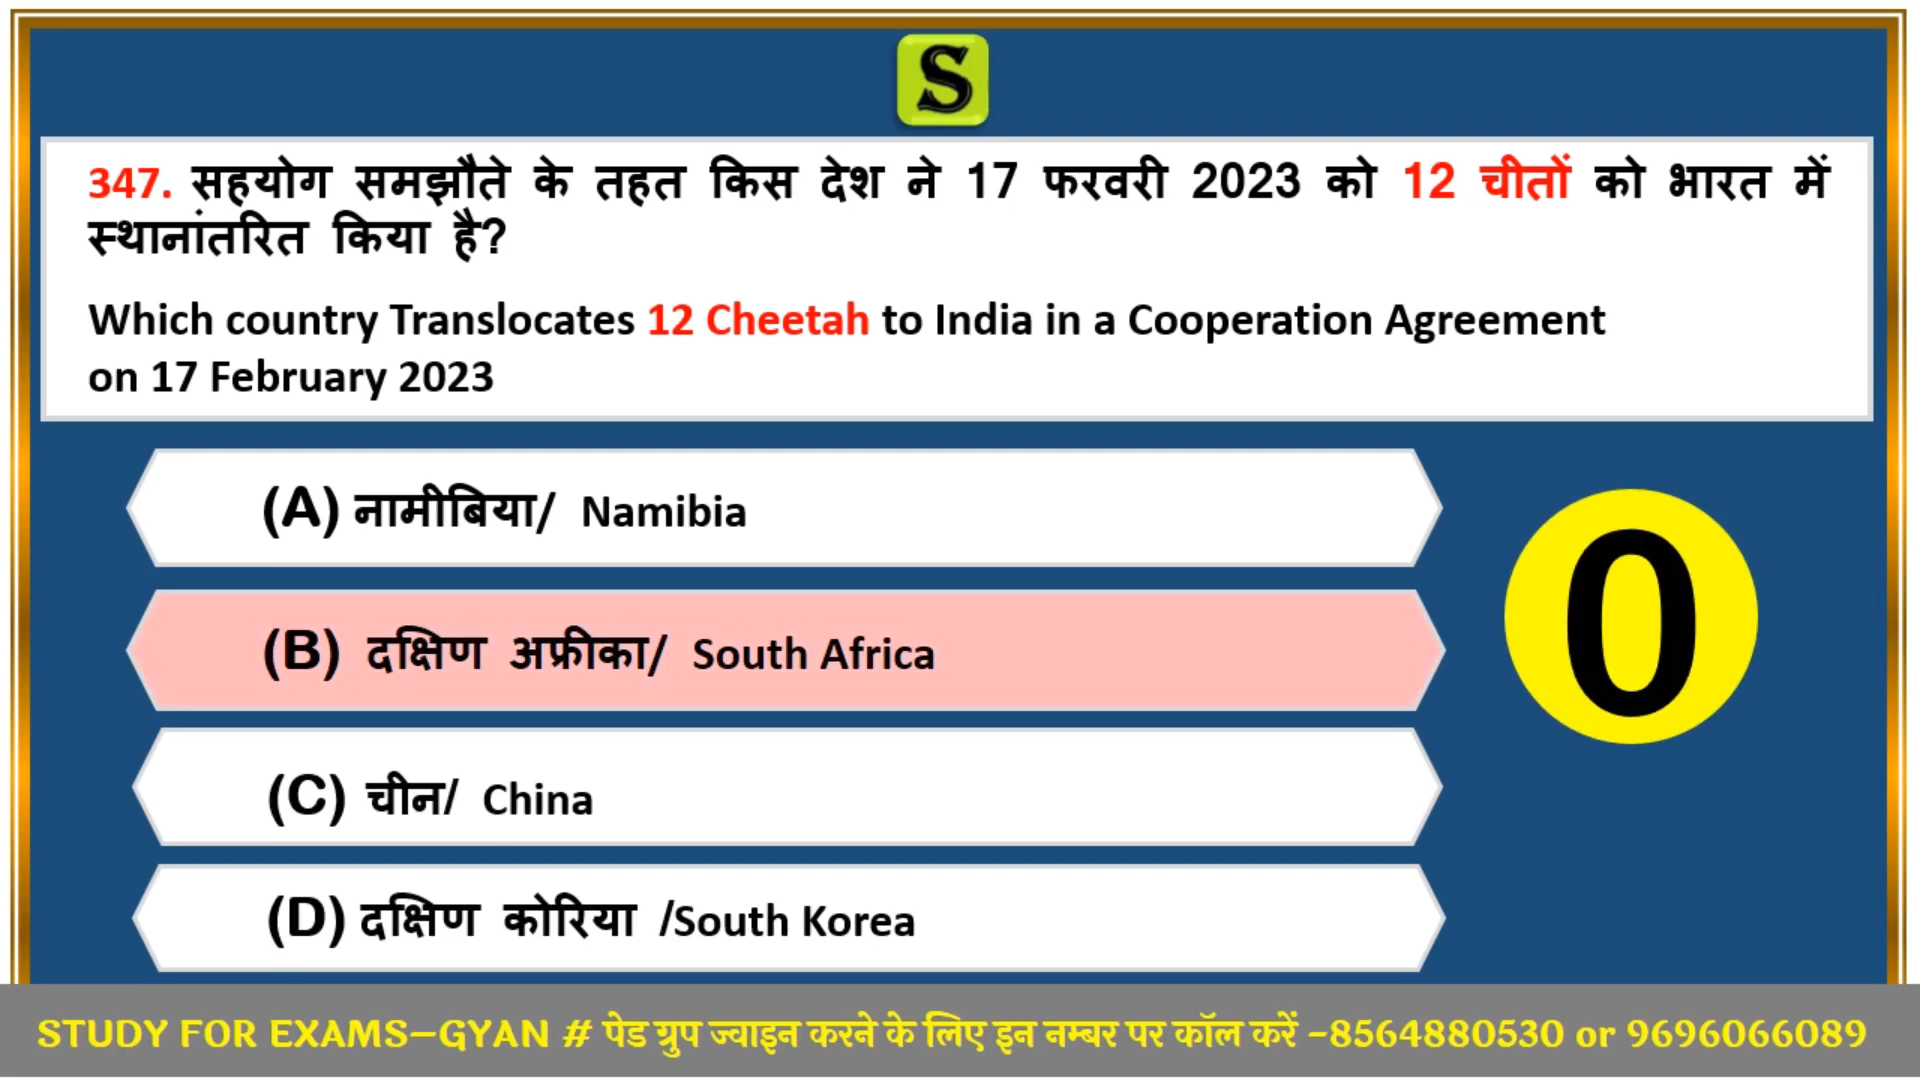 S
347. सहयोग समझौते के तहत किस देश ने 17 फरवरी 2023 को 12 चीतों को भारत में
स्थानांतरित किया है?
Which country Translocates 12 Cheetah to India in a Cooperation Agreement
on 17 February 2023
(A) नामीबिया/ Namibia
(B) दक्षिण अफ्रीका/ South Africa
0
(C) चीन/ China
(D) दक्षिण कोरिया /South Korea
STUDY FOR EXAMS-GYAN # पेड ग्रुप ज्वाइन करने के लिए इन नम्बर पर कॉल करें -8564880530 or 9696066089